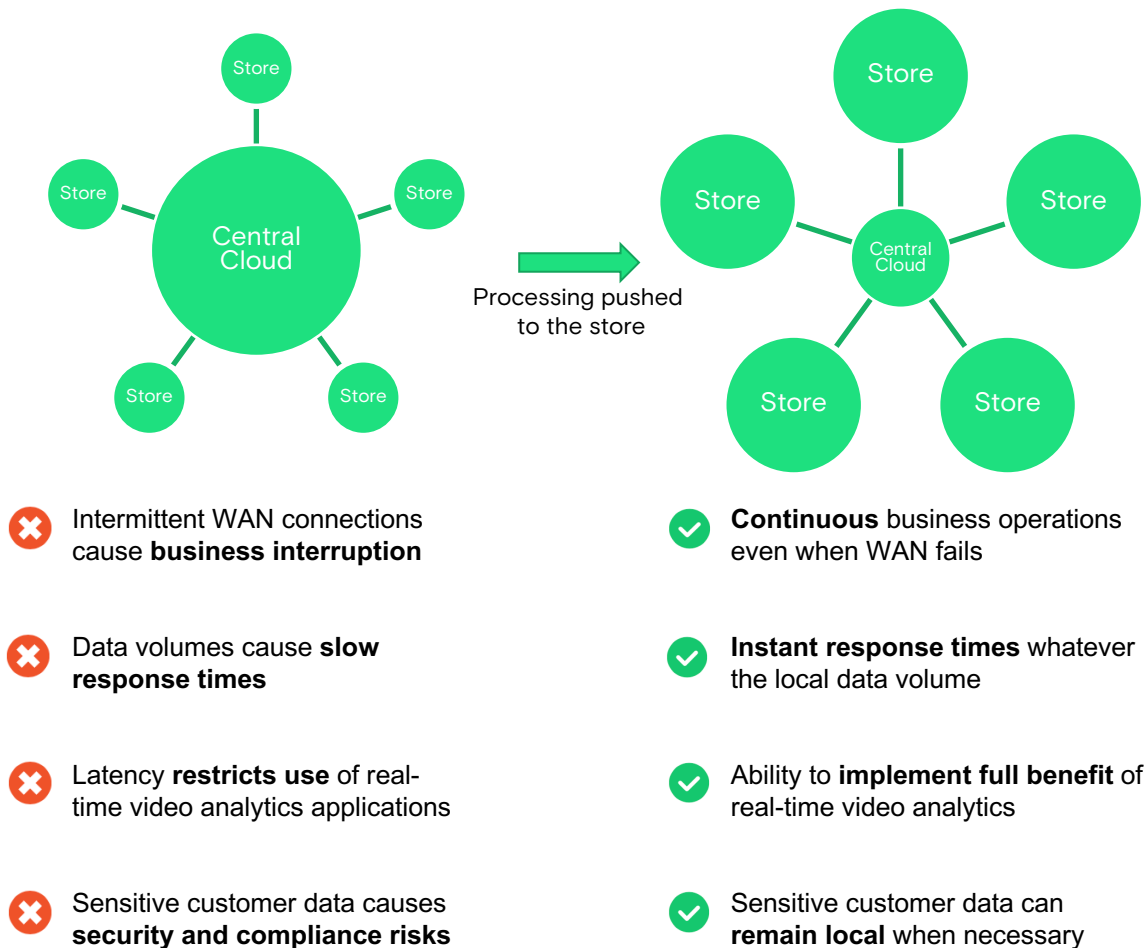 Store
Store
Store
Central
Cloud
Store
Store
Processing pushed
to the store
Store
Store
Store
Central
Cloud
Store
Store
Intermittent WAN connections
cause business interruption
Data volumes cause slow
response times
Latency restricts use of real-
time video analytics applications
Sensitive customer data causes
security and compliance risks
Continuous business operations
even when WAN fails
Instant response times whatever
the local data volume
Ability to implement full benefit of
real-time video analytics
Sensitive customer data can
remain local when necessary